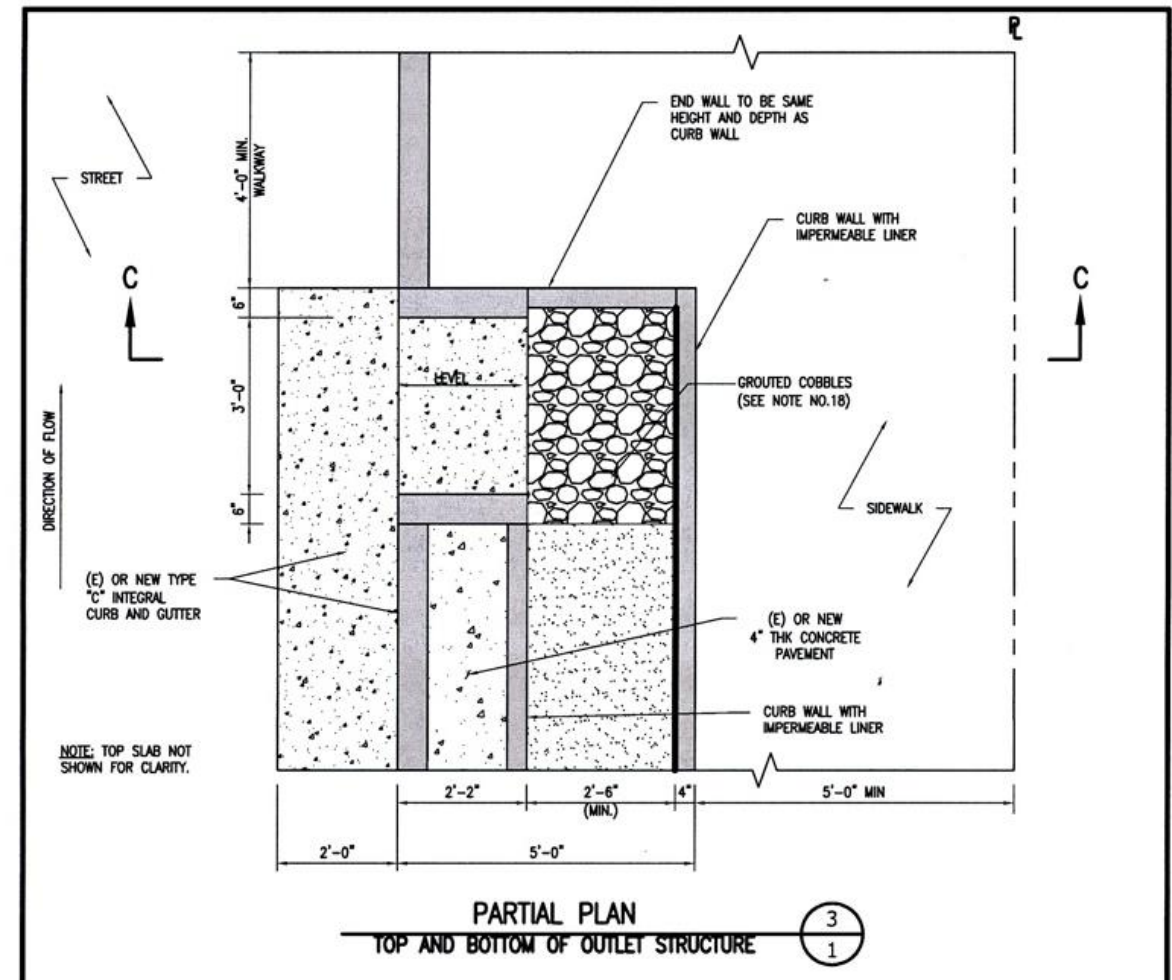 PL
END WALL TO BE SAME
HEIGHT AND DEPTH AS
CURB WALL
4'-0" MIN.
WALKWAY
STREET
CURB WALL WITH
IMPERMEABLE LINER
C
C
6"
LEVEL
GROUTED COBBLES
(SEE NOTE NO.18)
3'-0"
DIRECTION OF FLOW
6"
SIDEWALK
(E) OR NEW TYPE
"C" INTEGRAL
CURB AND GUTTER
(E) OR NEW
4" THK CONCRETE
PAVEMENT
CURB WALL WITH
IMPERMEABLE LINER
NOTE: TOP SLAB NOT
SHOWN FOR CLARITY.
2'-2"
2'-6"
(MIN.)
4"
5'-0" MIN
2'-0"
5'-0"
PARTIAL PLAN
TOP AND BOTTOM OF OUTLET STRUCTURE
3
1